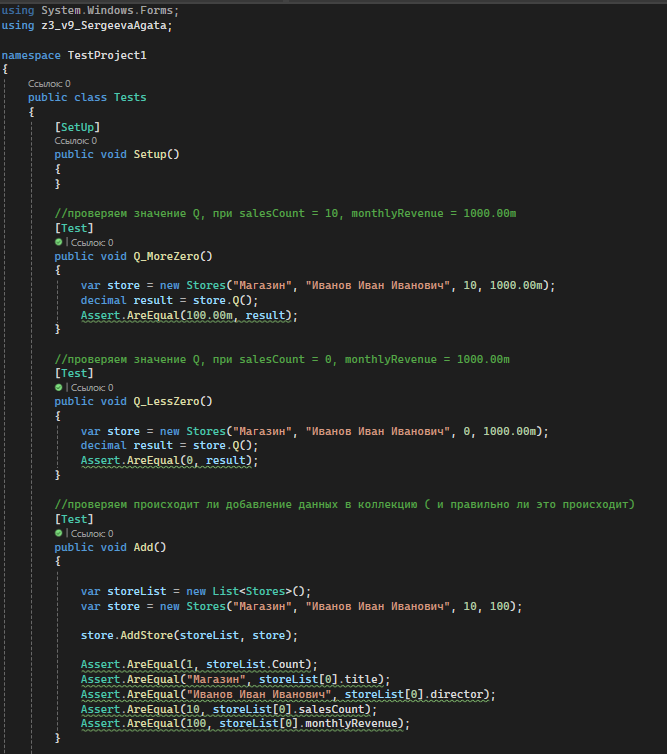 using System.Windows.Forms;
using z3_v9_SergeevaAgata;
namespace TestProject1
{
Ссылок: 0
public class Tests
{
[SetUp]
Ссылок: 0
public void Setup()
{
}
//проверяем значение Q, при salesCount = 10, monthlyRevenue = 1000.00m
[Test]
| Ссылок: 0
public void Q_MoreZero()
{
var store = new Stores("Магазин", "Иванов Иван Иванович", 10, 1000.00m);
decimal result = store.Q();
Assert.AreEqual(100.00m, result);
}
//проверяем значение Q, при salesCount = 0, monthlyRevenue = 1000.00m
[Test]
| Ссылок: 0
public void Q_LessZero()
{
var store = new Stores("Магазин", "Иванов Иван Иванович", 0, 1000.00m);
decimal result = store.Q();
Assert.AreEqual(0, result);
}
//проверяем происходит ли добавление данных в коллекцию ( и правильно ли это происходит)
[Test]
| Ссылок: 0
public void Add()
{
var storeList = new List<Stores>();
var store = new Stores("Магазин", "Иванов Иван Иванович", 10, 100);
store.AddStore(storeList, store);
Assert.AreEqual(1, storeList.Count);
Assert.AreEqual("Магазин", storeList[0].title);
Assert.AreEqual("Иванов Иван Иванович", storeList[0].director);
Assert.AreEqual(10, storeList[0].salesCount);
Assert.AreEqual(100, storeList[0].monthlyRevenue);
}